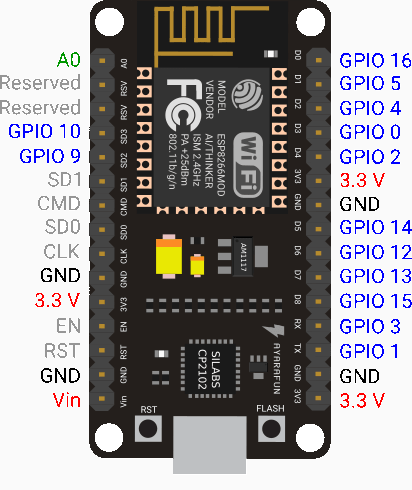 A0
Reserved
Reserved
GPIO 10
GPIO 9
SD1
CMD
SD0
CLK
GND
3.3 V
EN
RST
GND
Vin
A0
RSV
RSV
SD3
SD2
SD1
CMD
SD0
CLK
GND
3V3
EN
RST
GND
Vin
MODEL ESP8266MOD
VENDOR AI/THINKER
ISM 2.4GHz
PA +25dBm
802.11b/g/n
FC
Wi Fi
AM1117
SILABS
CP2102
AYARAFUN
RST
FLASH
D0
D1
D2
D3
D4
3V3
GND
D5
D6
D7
D8
RX
TX
GND
3V3
GPIO 16
GPIO 5
GPIO 4
GPIO 0
GPIO 2
3.3 V
GND
GPIO 14
GPIO 12
GPIO 13
GPIO 15
GPIO 3
GPIO 1
GND
3.3 V